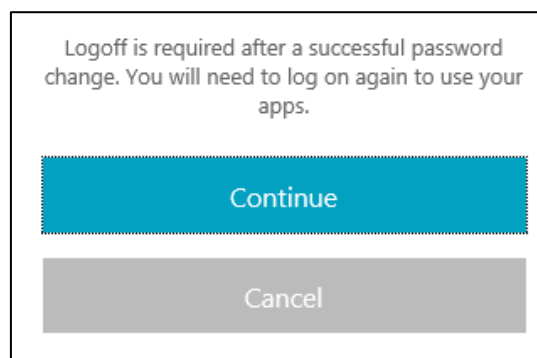 Logoff is required after a successful password
change. You will need to log on again to use your
apps.
Continue
Cancel